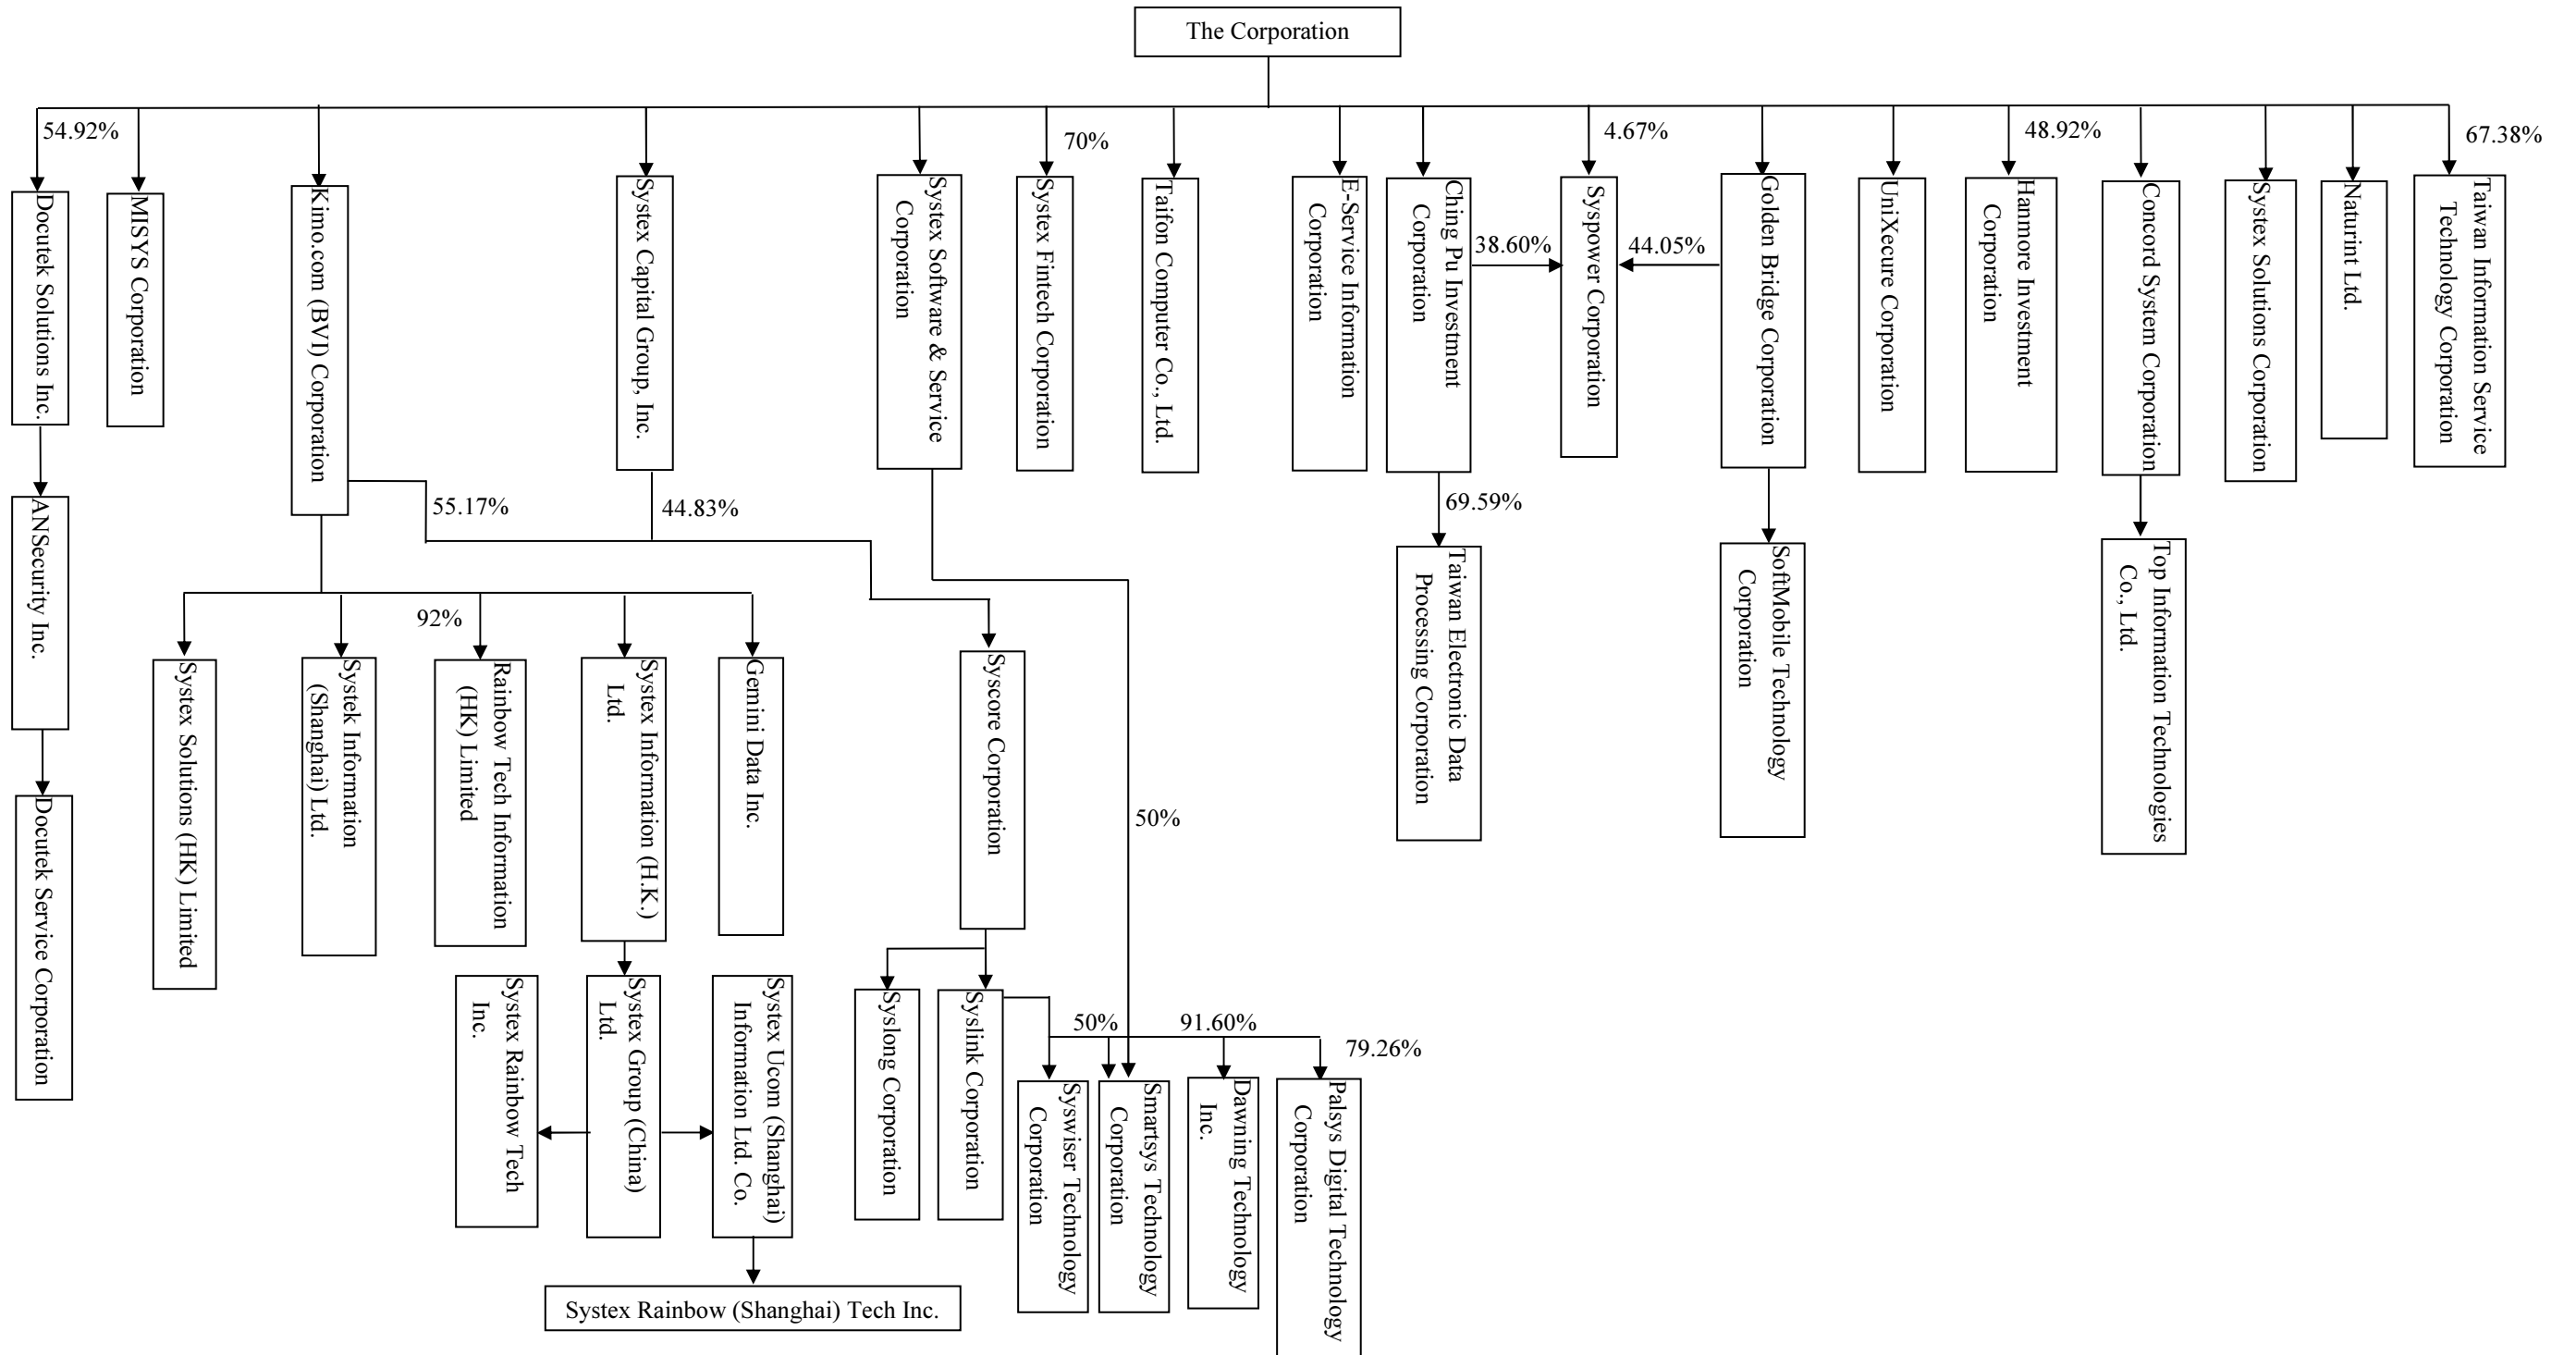 The Corporation
54.92%
70%
4.67%
48.92%
67.38%
Docutek Solutions Inc.
MISYS Corporation
Kimo.com (BVI) Corporation
Systex Capital Group, Inc.
Systex Software & Service
Corporation
Systex Fintech Corporation
Taifon Computer Co., Ltd.
E-Service Information
Corporation
Ching Pu Investment
Corporation
38.60%
Syspower Corporation
44.05%
Golden Bridge Corporation
UniXecure Corporation
Hanmore Investment
Corporation
Concord System Corporation
Systex Solutions Corporation
Naturint Ltd.
Taiwan Information Service
Technology Corporation
55.17%
44.83%
69.59%
ANSecurity Inc.
Taiwan Electronic Data
Processing Corporation
SoftMobile Technology
Corporation
Top Information Technologies
Co., Ltd.
92%
Systex Solutions (HK) Limited
Systek Information
(Shanghai) Ltd.
Rainbow Tech Information
(HK) Limited
Systex Information (H.K.)
Ltd.
Gemini Data Inc.
Syscore Corporation
50%
Docutek Service Corporation
Systex Rainbow Tech
Inc.
Systex Group (China)
Ltd.
Systex Ucom (Shanghai)
Information Ltd. Co.
Syslong Corporation
Syslink Corporation
50%
91.60%
79.26%
Syswiser Technology
Corporation
Smartsys Technology
Corporation
Dawning Technology
Inc.
Palsys Digital Technology
Corporation
Systex Rainbow (Shanghai) Tech Inc.